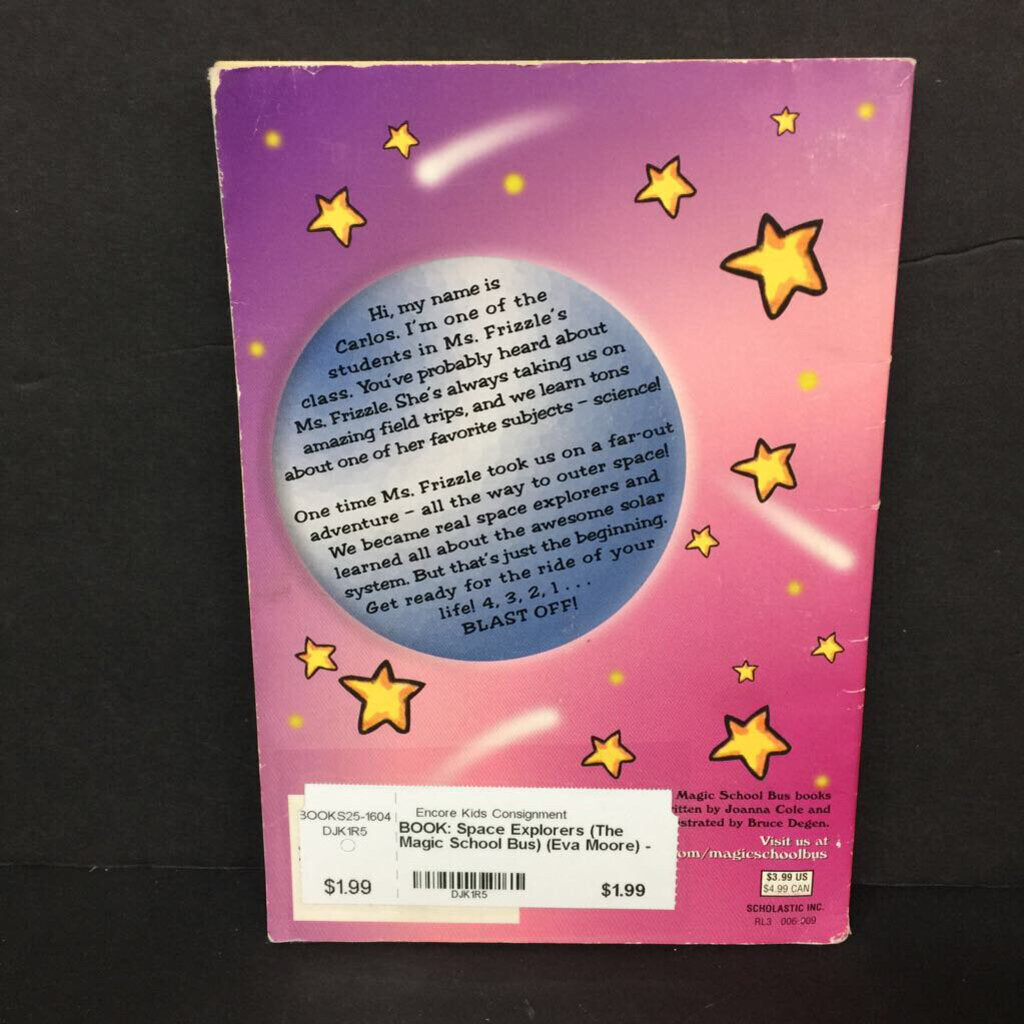 Hi, my name is
Carlos. I'm one of the
students in Ms. Frizzle's
class. You've probably heard about
Ms. Frizzle. She's always taking us on
amazing field trips, and we learn tons
about one of her favorite subjects – science!
One time Ms. Frizzle took us on a far-out
adventure – all the way to outer space!
We became real space explorers and
learned all about the awesome solar
system. But that's just the beginning.
Get ready for the ride of your
life! 4, 3, 2, 1 . . .
BLAST OFF!
Magic School Bus books
by Joanna Cole and
by Bruce Degen.
Visit us at
om/magicschoolbus
$3.99 US
$4.99 CAN
SCHOLASTIC INC.
RL3 006-009
BOOKS25-1604
DJK1R5
$1.99
Encore Kids Consignment
BOOK: Space Explorers (The
Magic School Bus) (Eva Moore) -
DJK1R5
$1.99